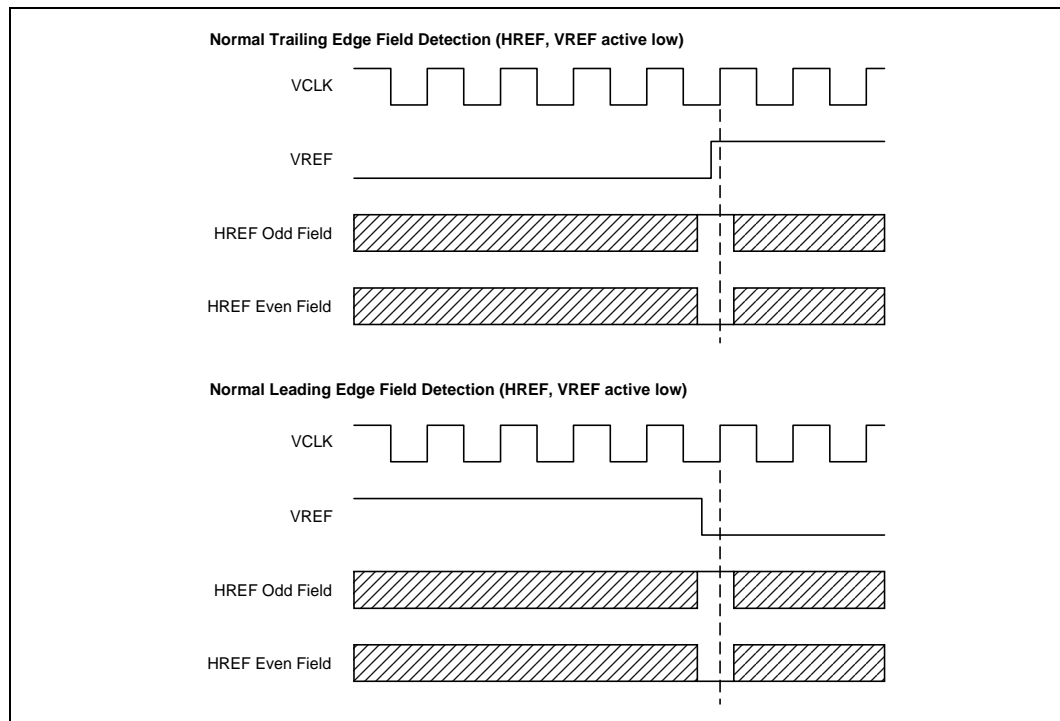 Normal Trailing Edge Field Detection (HREF, VREF active low)
VCLK
VREF
HREF Odd Field
HREF Even Field
Normal Leading Edge Field Detection (HREF, VREF active low)
VCLK
VREF
HREF Odd Field
HREF Even Field